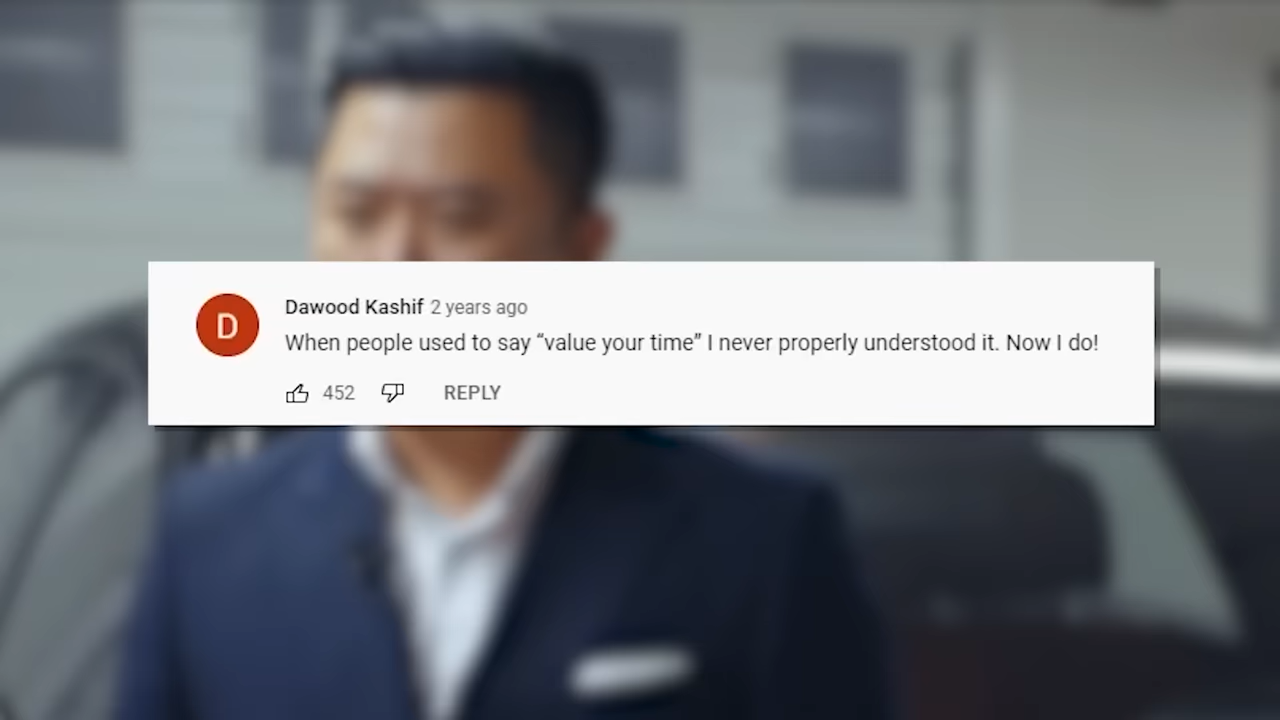 D
Dawood Kashif 2 years ago
When people used to say “value your time” I never properly understood it. Now I do!
452 REPLY